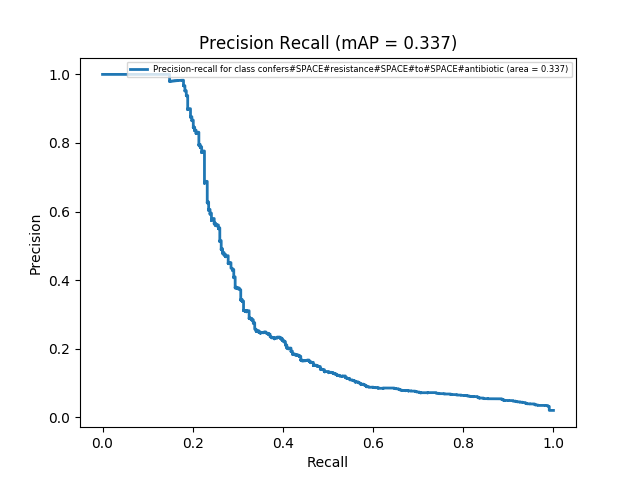 Precision Recall (mAP = 0.337)
Precision-recall for class confers#SPACE#resistance#SPACE#to#SPACE#antibiotic (area = 0.337)
1.0
0.8
0.6
0.4
0.2
0.0
Precision
0.0 0.2 0.4 0.6 0.8 1.0
Recall